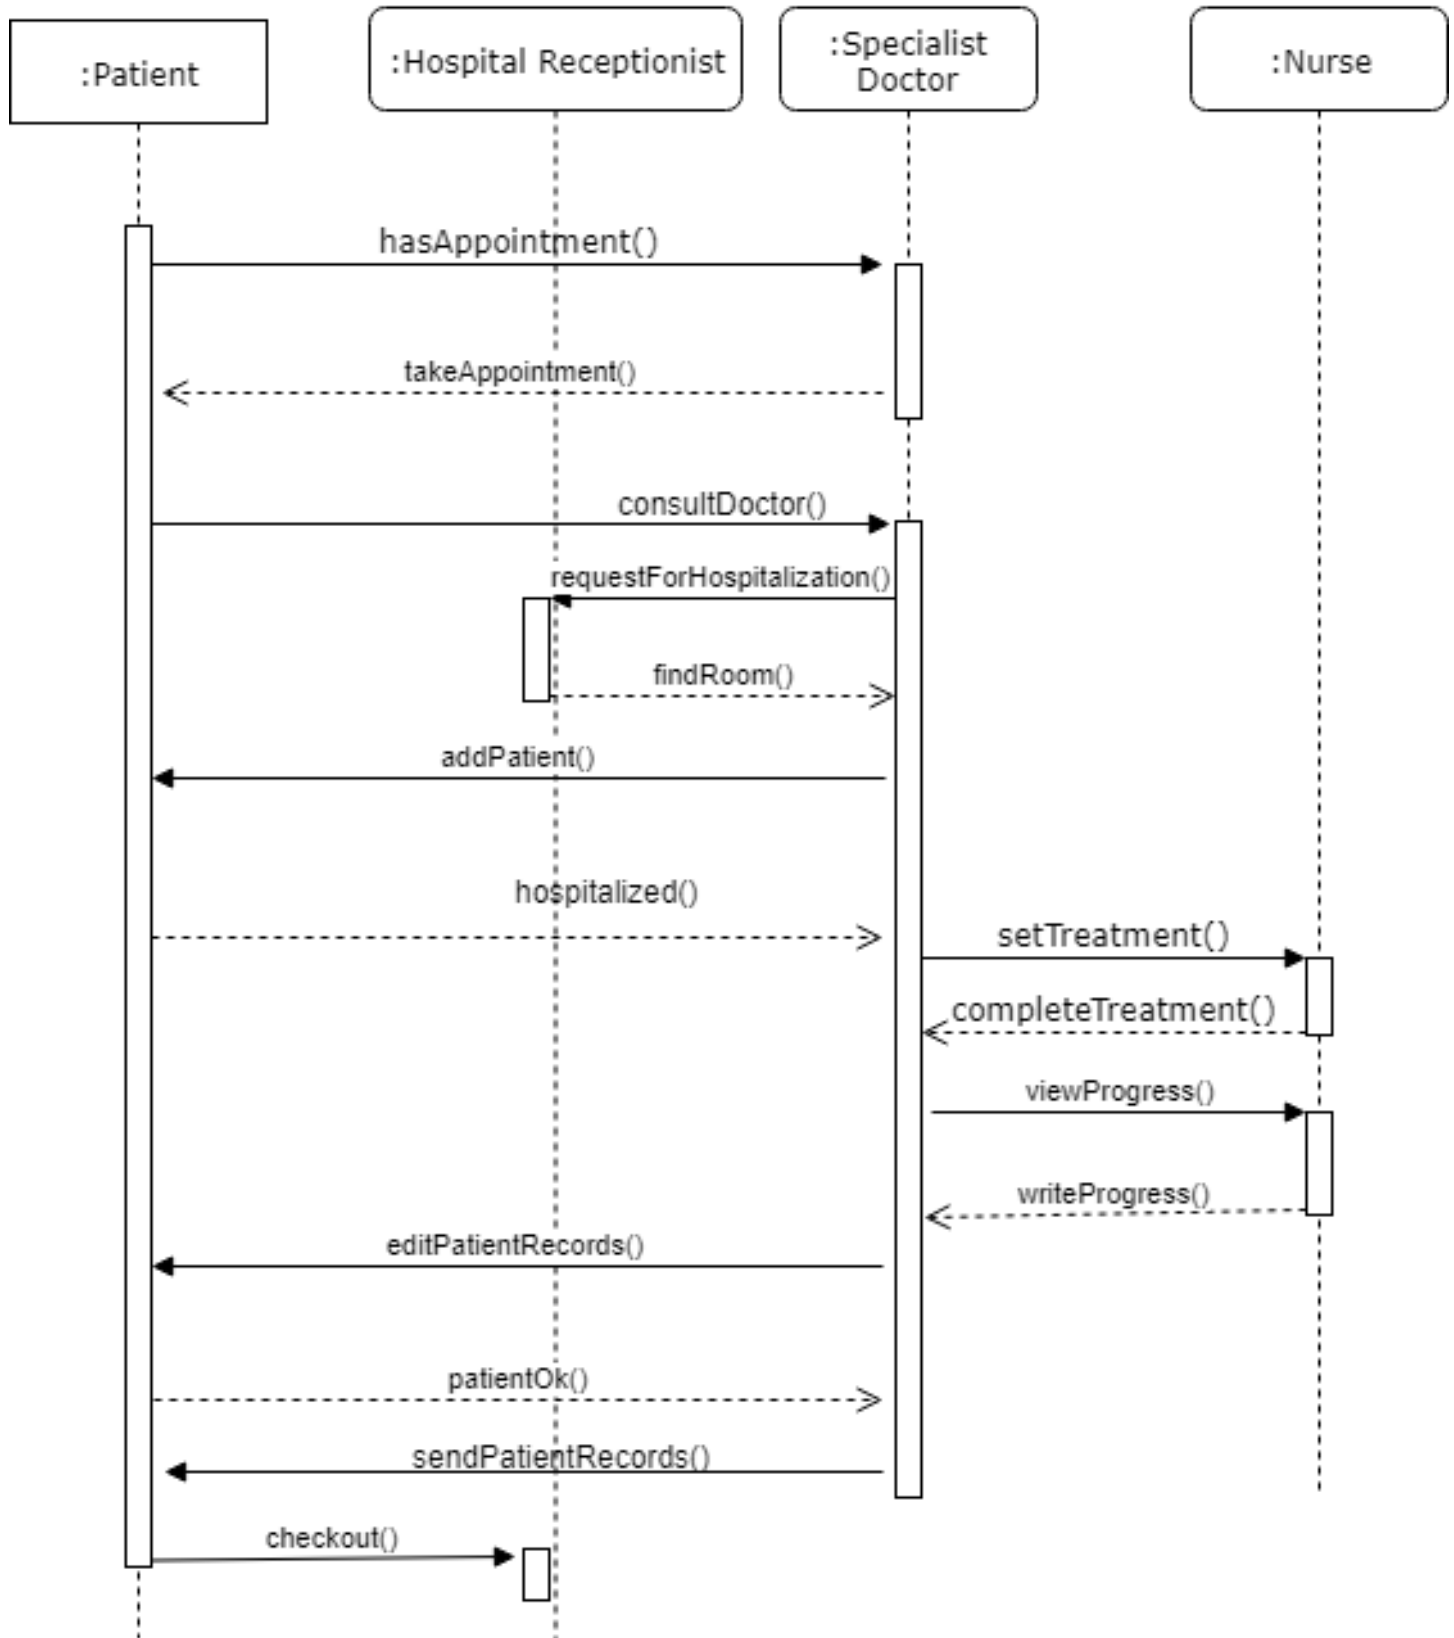 :Patient
:Hospital Receptionist
:Specialist
Doctor
:Nurse
hasAppointment()
takeAppointment()
consultDoctor()
requestForHospitalization()
findRoom()
addPatient()
hospitalized()
setTreatment()
completeTreatment()
viewProgress()
writeProgress()
editPatientRecords()
patientOk()
sendPatientRecords()
checkout()